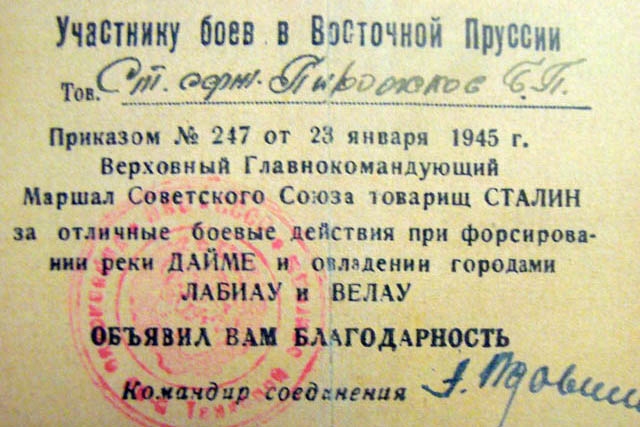 Участнику боев в Восточной Пруссии
Тов. Ст. серж. Пирожков Б.П.
Приказом № 247 от 23 января 1945 г.
Верховный Главнокомандующий
Маршал Советского Союза товарищ СТАЛИН
за отличные боевые действия при форсирова-
нии реки ДАЙМЕ и овладении городами
ЛАБИАУ и ВЕЛАУ
ОБЪЯВИЛ ВАМ БЛАГОДАРНОСТЬ
Командир соединения